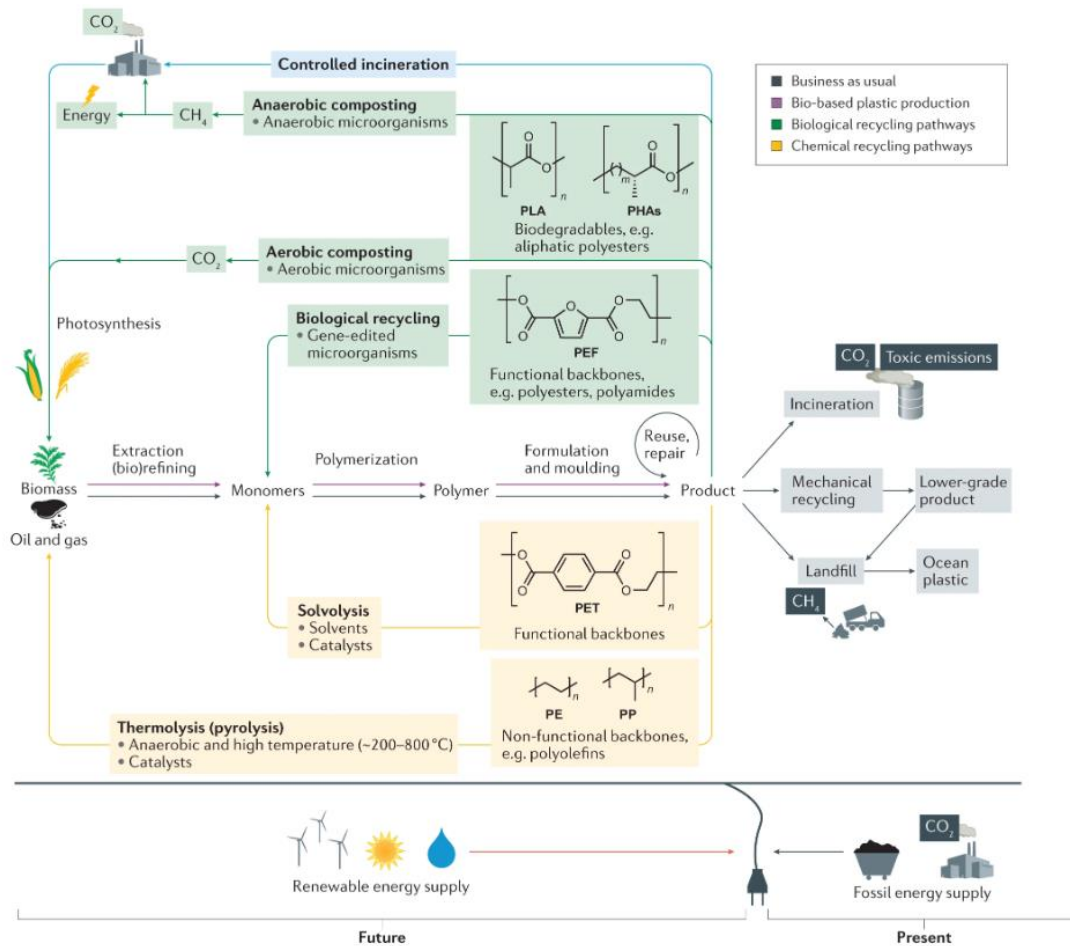 CO₂
Controlled incineration
Energy
CH₄
Anaerobic composting
• Anaerobic microorganisms
O
O
n
PLA
m
O
O
n
PHAs
Biodegradables, e.g.
aliphatic polyesters
Business as usual
Bio-based plastic production
Biological recycling pathways
Chemical recycling pathways
CO₂
Aerobic composting
• Aerobic microorganisms
Photosynthesis
Biological recycling
• Gene-edited
microorganisms
O
O
O
O
O
n
PEF
Functional backbones,
e.g. polyesters, polyamides
CO₂
Toxic emissions
Incineration
Biomass
Oil and gas
Extraction
(bio)refining
Monomers
Polymerization
Polymer
Formulation
and moulding
Reuse,
repair
Product
Mechanical
recycling
Lower-grade
product
Landfill
Ocean
plastic
CH₄
Solvolysis
• Solvents
• Catalysts
O
O
O
O
n
PET
Functional backbones
Thermolysis (pyrolysis)
• Anaerobic and high temperature (~200–800 °C)
• Catalysts
n
PE
n
PP
Non-functional backbones,
e.g. polyolefins
Renewable energy supply
CO₂
Fossil energy supply
Future
Present